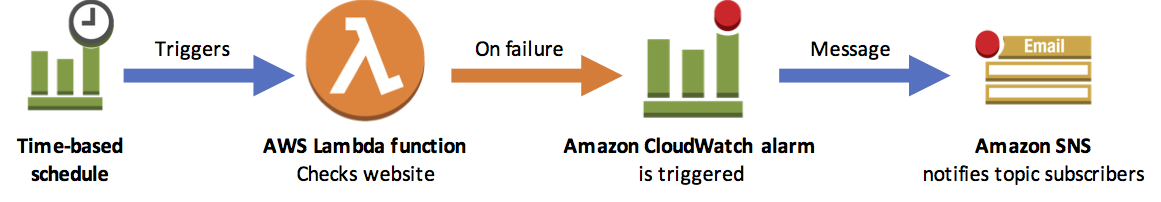 Triggers
On failure
Message
Email
Time-based
schedule
AWS Lambda function
Checks website
Amazon CloudWatch alarm
is triggered
Amazon SNS
notifies topic subscribers